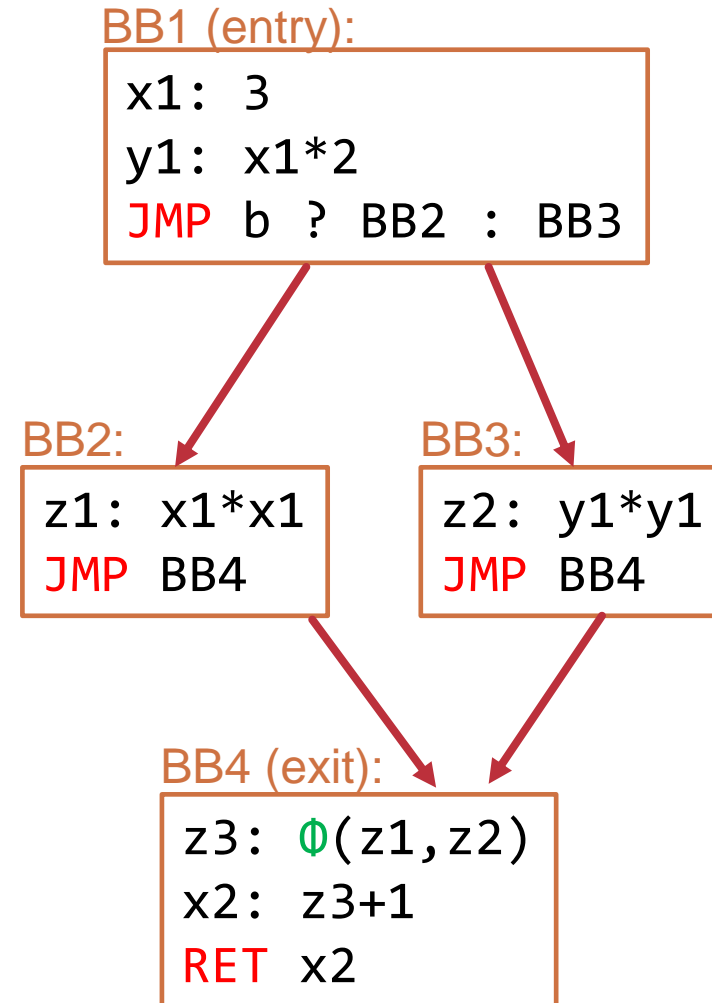 BB1 (entry):
x1: 3
y1: x1*2
JMP b ? BB2 : BB3
BB2:
z1: x1*x1
JMP BB4
BB3:
z2: y1*y1
JMP BB4
BB4 (exit):
z3: Φ(z1,z2)
x2: z3+1
RET x2